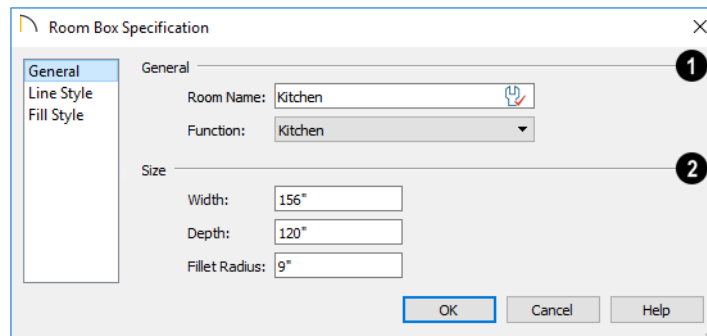 Room Box Specification
General
Line Style
Fill Style
General
1
Room Name: Kitchen
Function: Kitchen
Size
2
Width: 156"
Depth: 120"
Fillet Radius: 9"
OK Cancel Help